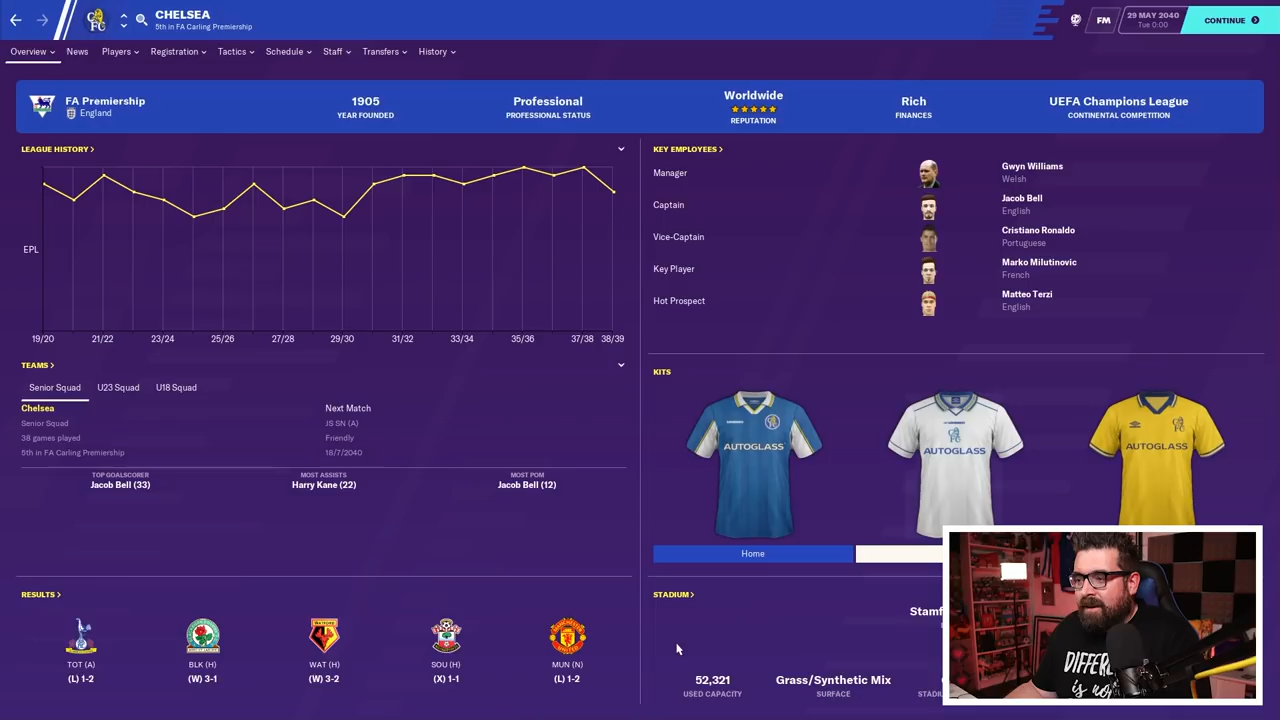 CHELSEA
5th in FA Carling Premiership
FM
29 MAY 2040
Tue 0:00
CONTINUE
Overview
News
Players
Registration
Tactics
Schedule
Staff
Transfers
History
FA Premiership
England
1905
YEAR FOUNDED
Professional
PROFESSIONAL STATUS
Worldwide
REPUTATION
Rich
FINANCES
UEFA Champions League
CONTINENTAL COMPETITION
LEAGUE HISTORY >
EPL
19/20 21/22 23/24 25/26 27/28 29/30 31/32 33/34 35/36 37/38 38/39
TEAMS >
Senior Squad U23 Squad U18 Squad
Chelsea
Senior Squad
38 games played
5th in FA Carling Premiership
Next Match
JS SN (A)
Friendly
18/7/2040
TOP GOALSCORER
Jacob Bell (33)
MOST ASSISTS
Harry Kane (22)
MOST POM
Jacob Bell (12)
RESULTS >
TOT (A)
(L) 1-2
BLK (H)
(W) 3-1
WAT (H)
(W) 3-2
SOU (H)
(X) 1-1
MUN (N)
(L) 1-2
KEY EMPLOYEES >
Manager
Gwyn Williams
Welsh
Captain
Jacob Bell
English
Vice-Captain
Cristiano Ronaldo
Portuguese
Key Player
Marko Milutinovic
French
Hot Prospect
Matteo Terzi
English
KITS
AUTOGLASS
AUTOGLASS
AUTOGLASS
Home
STADIUM >
Stamf
52,321
USED CAPACITY
Grass/Synthetic Mix
SURFACE
STADI
DIFFERE
is no